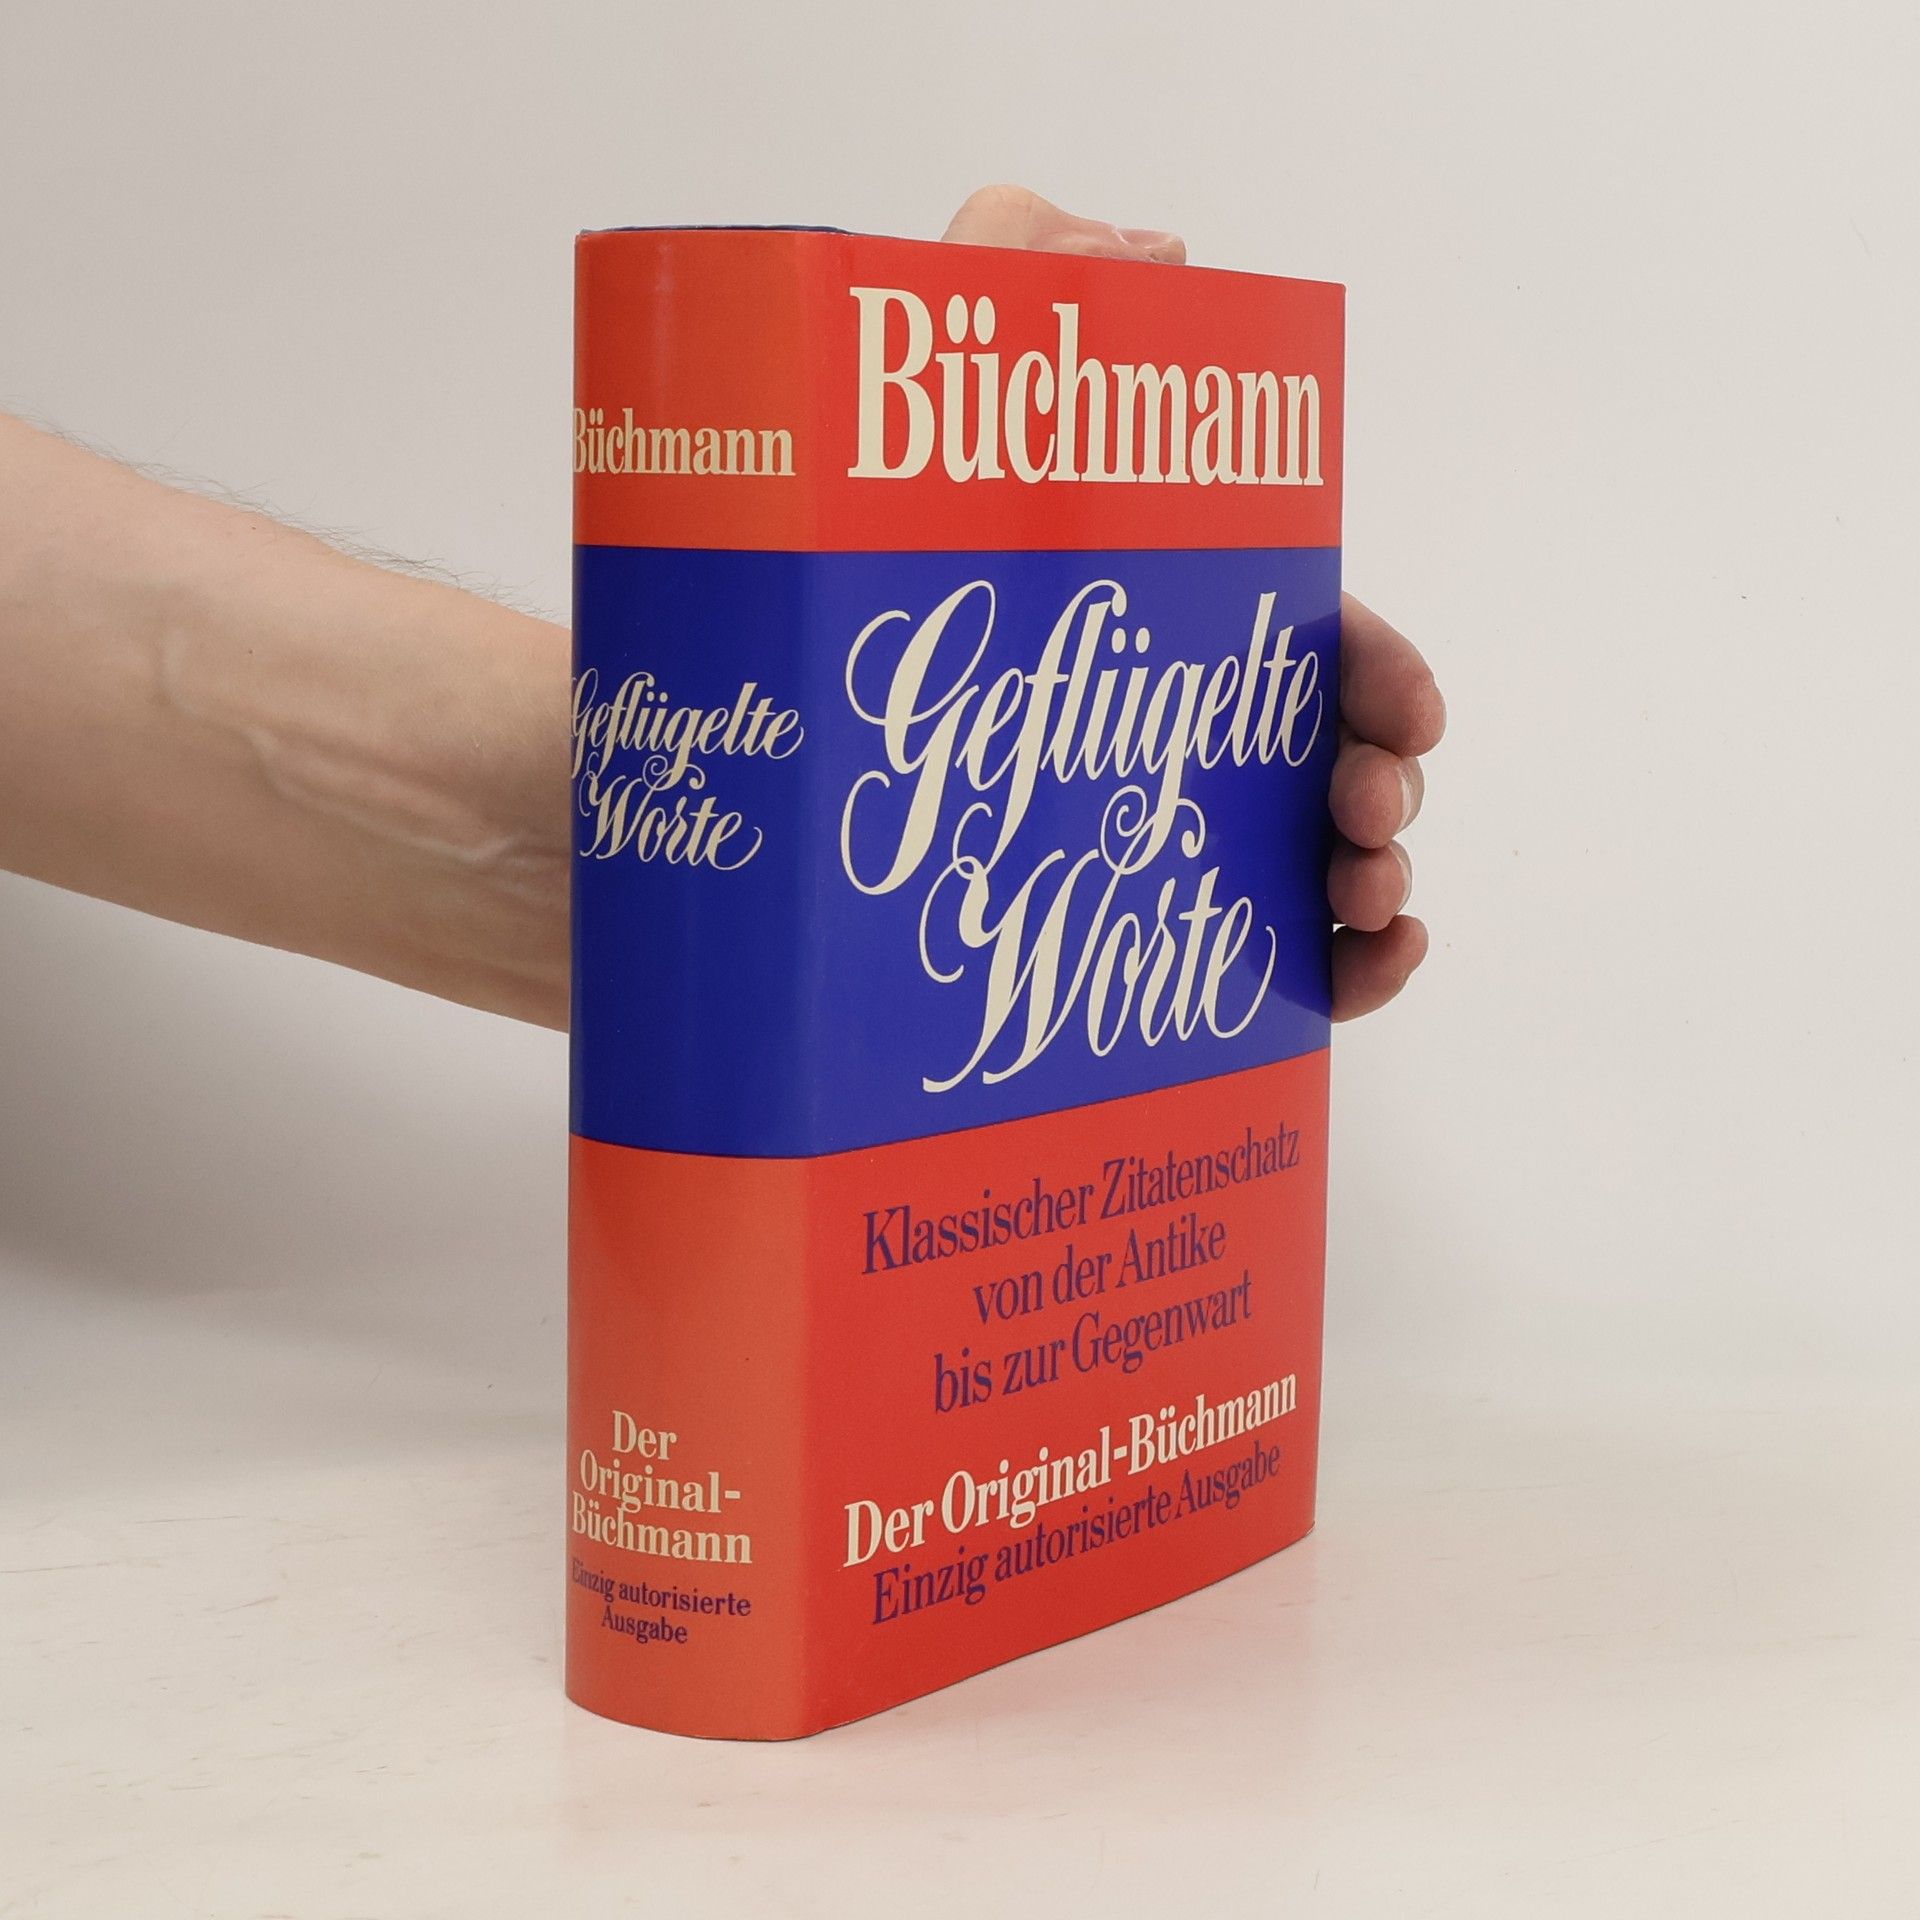 Büchmann
Geflügelte
Worte
Der
Original-
Büchmann
Einzig autorisierte
Ausgabe
Büchmann
Geflügelte
Worte
Klassischer Zitatenschatz
von der Antike
bis zur Gegenwart
Der Original-Büchmann
Einzig autorisierte Ausgabe